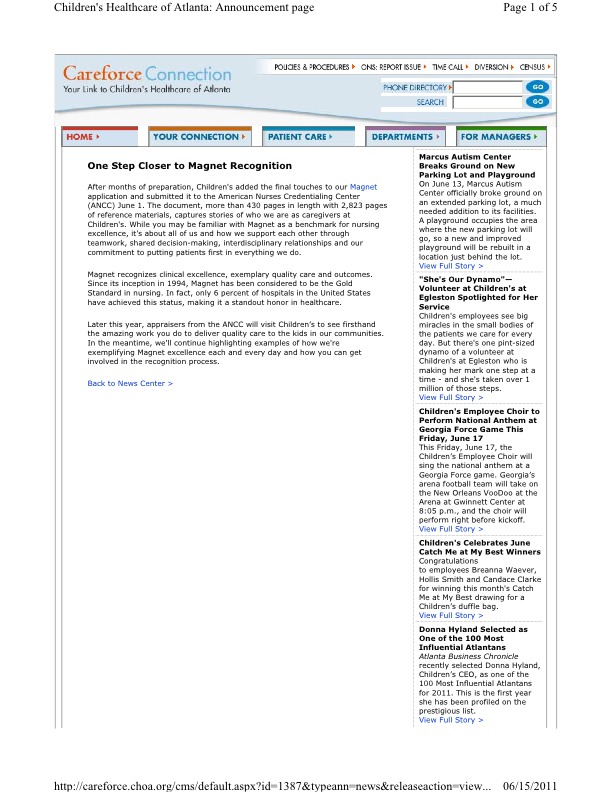 Children's Healthcare of Atlanta: Announcement page
Page 1 of 5
Careforce Connection
Your Link to Children's Healthcare of Atlanta
POLICIES & PROCEDURES
ONS: REPORT ISSUE
TIME CALL
DIVERSION
CENSUS
PHONE DIRECTORY
GO
SEARCH
GO
HOME
YOUR CONNECTION
PATIENT CARE
DEPARTMENTS
FOR MANAGERS
One Step Closer to Magnet Recognition
After months of preparation, Children's added the final touches to our Magnet
application and submitted it to the American Nurses Credentialing Center
(ANCC) June 1. The document, more than 430 pages in length with 2,823 pages
of reference materials, captures stories of who we are as caregivers at
Children's. While you may be familiar with Magnet as a benchmark for nursing
excellence, it's about all of us and how we support each other through
teamwork, shared decision-making, interdisciplinary relationships and our
commitment to putting patients first in everything we do.
Magnet recognizes clinical excellence, exemplary quality care and outcomes.
Since its inception in 1994, Magnet has been considered to be the Gold
Standard in nursing. In fact, only 6 percent of hospitals in the United States
have achieved this status, making it a standout honor in healthcare.
Later this year, appraisers from the ANCC will visit Children's to see firsthand
the amazing work you do to deliver quality care to the kids in our communities.
In the meantime, we'll continue highlighting examples of how we're
exemplifying Magnet excellence each and every day and how you can get
involved in the recognition process.
Back to News Center >
Marcus Autism Center
Breaks Ground on New
Parking Lot and Playground
On June 13, Marcus Autism
Center officially broke ground on
an extended parking lot, a much
needed addition to its facilities.
A playground occupies the area
where the new parking lot will
go, so a new and improved
playground will be rebuilt in a
location just behind the lot.
View Full Story >
"She's Our Dynamo"—
Volunteer at Children's at
Egleston Spotlighted for Her
Service
Children's employees see big
miracles in the small bodies of
the patients we care for every
day. But there's one pint-sized
dynamo of a volunteer at
Children's at Egleston who is
making her mark one step at a
time - and she's taken over 1
million of those steps.
View Full Story >
Children's Employee Choir to
Perform National Anthem at
Georgia Force Game This
Friday, June 17
This Friday, June 17, the
Children's Employee Choir will
sing the national anthem at a
Georgia Force game. Georgia's
arena football team will take on
the New Orleans VooDoo at the
Arena at Gwinnett Center at
8:05 p.m., and the choir will
perform right before kickoff.
View Full Story >
Children's Celebrates June
Catch Me at My Best Winners
Congratulations
to employees Breanna Waever,
Hollis Smith and Candace Clarke
for winning this month's Catch
Me at My Best drawing for a
Children's duffle bag.
View Full Story >
Donna Hyland Selected as
One of the 100 Most
Influential Atlantans
Atlanta Business Chronicle
recently selected Donna Hyland,
Children's CEO, as one of the
100 Most Influential Atlantans
for 2011. This is the first year
she has been profiled on the
prestigious list.
View Full Story >
http://careforce.choa.org/cms/default.aspx?id=1387&typeann=news&releaseaction=view...
06/15/2011